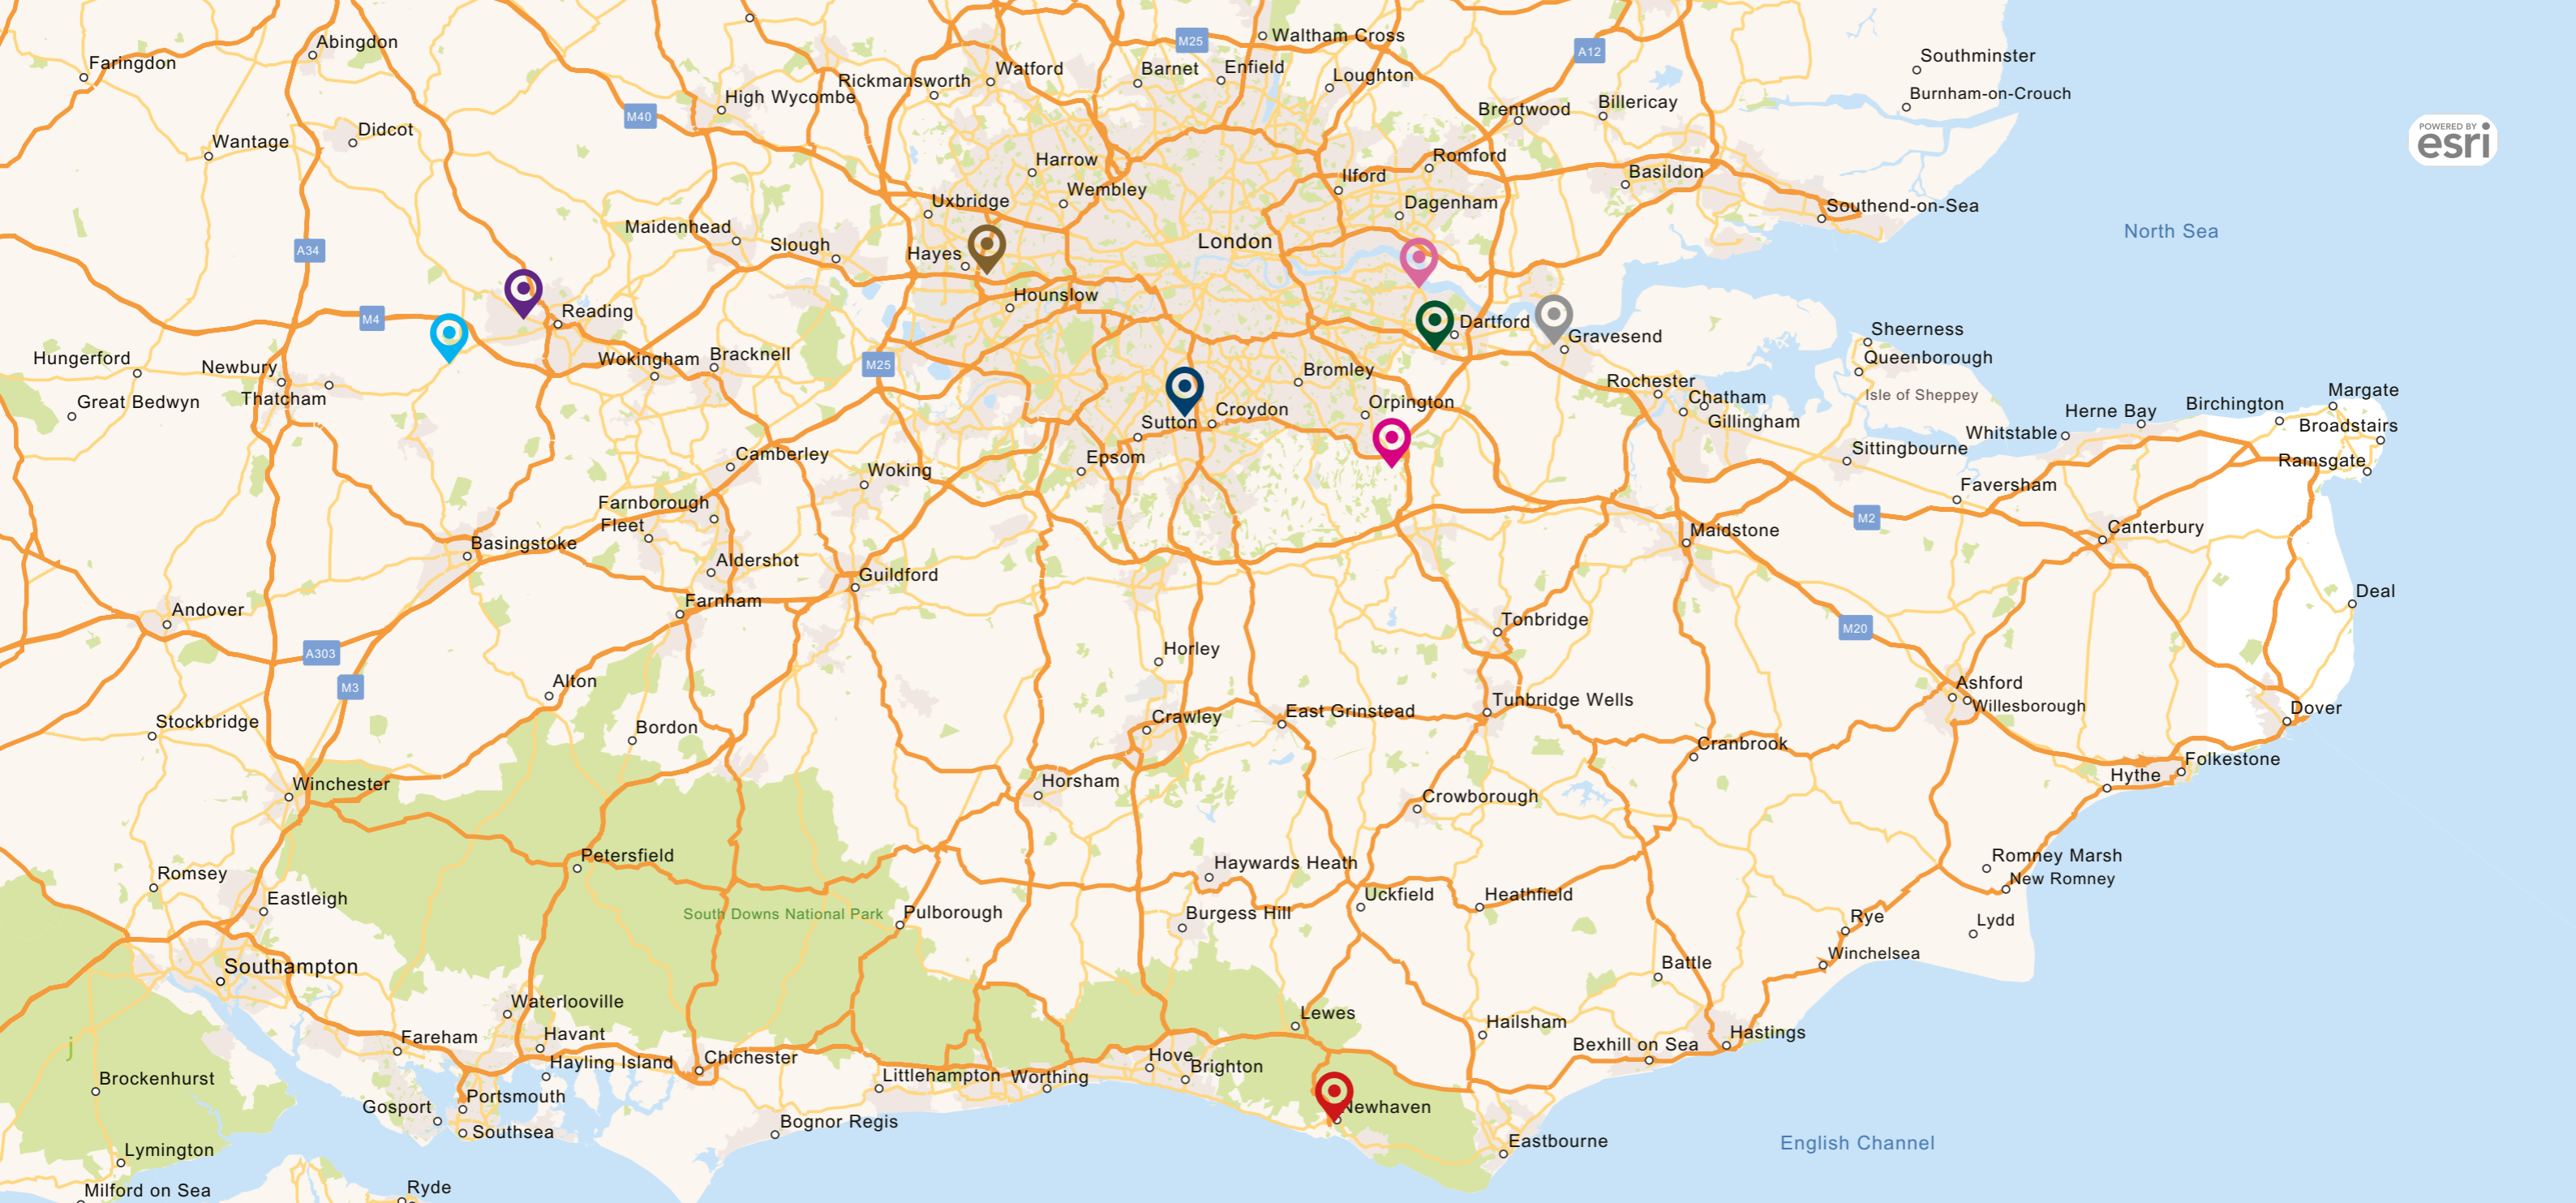 Abingdon
Faringdon
Waltham Cross
M25
Southminster
A12
Enfield
Watford
Barnet
Loughton
Rickmansworth
High Wycombe
Burnham-on-Crouch
Billericay
Brentwood
M40
POWERED BY
esri
Didcot
Wantage
Romford
Harrow
Basildon
Ilford
Wembley
Uxbridge
Dagenham
Southend-on-Sea
Maidenhead
North Sea
London
Slough
A34
Hayes
Hounslow
Reading
M4
Dartford
Sheerness
Gravesend
Bracknell
Queenborough
Hungerford
Wokingham
M25
Newbury
Bromley
Rochester
Margate
Isle of Sheppey
Chatham
Thatcham
Great Bedwyn
Orpington
Birchington
Croydon
Herne Bay
Sutton
Gillingham
Broadstairs
Whitstable
Sittingbourne
Camberley
Epsom
Ramsgate
Woking
Faversham
Farnborough
M2
Fleet
Canterbury
Maidstone
Basingstoke
Aldershot
Guildford
Deal
Farnham
Andover
Tonbridge
M20
Horley
A303
Alton
Ashford
M3
Tunbridge Wells
Willesborough
Dover
East Grinstead
Crawley
Stockbridge
Bordon
Cranbrook
Folkestone
Hythe
Horsham
Winchester
Crowborough
Petersfield
Romney Marsh
Haywards Heath
Romsey
New Romney
Uckfield
Heathfield
Eastleigh
Pulborough
Burgess Hill
South Downs National Park
Rye
Lydd
Winchelsea
Battle
Southampton
Waterlooville
Lewes
Hailsham
Hastings
Havant
Fareham
Bexhill on Sea
j
Hove
Chichester
Hayling Island
Brighton
Littlehampton
Worthing
Brockenhurst
Portsmouth
Gosport
Newhaven
Bognor Regis
Southsea
Eastbourne
English Channel
Lymington
Ryde
Milford on Sea